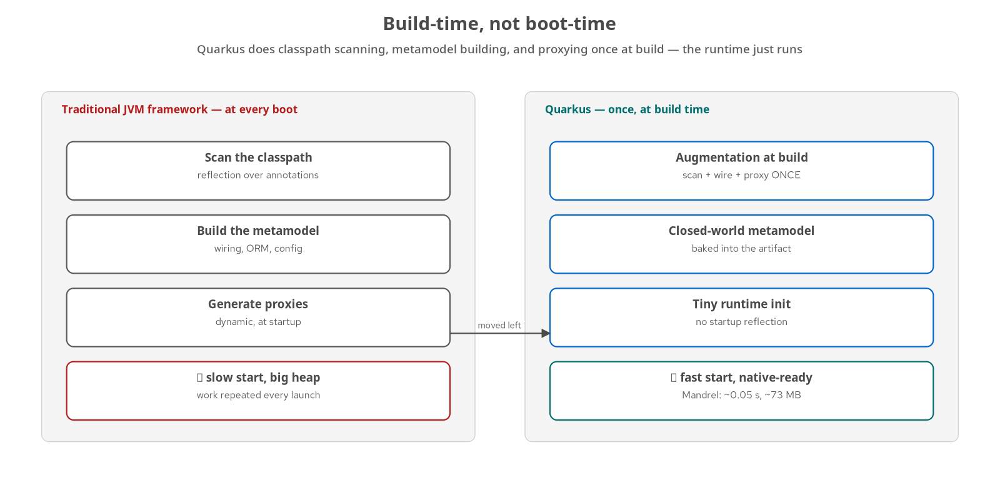 Build-time, not boot-time
Quarkus does classpath scanning, metamodel building, and proxying once at build — the runtime just runs
Traditional JVM framework — at every boot
Scan the classpath
reflection over annotations
Build the metamodel
wiring, ORM, config
Generate proxies
dynamic, at startup
slow start, big heap
work repeated every launch
moved left
Quarkus — once, at build time
Augmentation at build
scan + wire + proxy ONCE
Closed-world metamodel
baked into the artifact
Tiny runtime init
no startup reflection
fast start, native-ready
Mandrel: ~0.05 s, ~73 MB